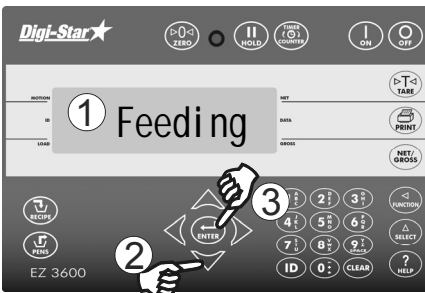 Digi-Star
ZERO
HOLD
TIMER
COUNTER
ON
OFF
MOTION
ID
LOAD
1
Feeding
NET
DATA
GROSS
TARE
PRINT
NET/
GROSS
RECIPE
PENS
ENTER
2
3
2
3
4
5
6
7
8
9
SPACE
ID
0
CLEAR
FUNCTION
SELECT
?
HELP
EZ 3600